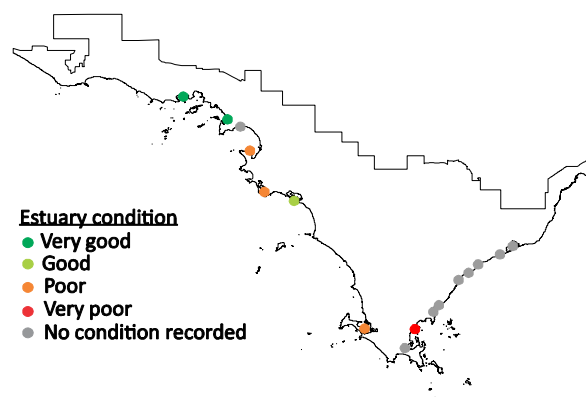 Estuary condition
Very good
Good
Poor
Very poor
No condition recorded